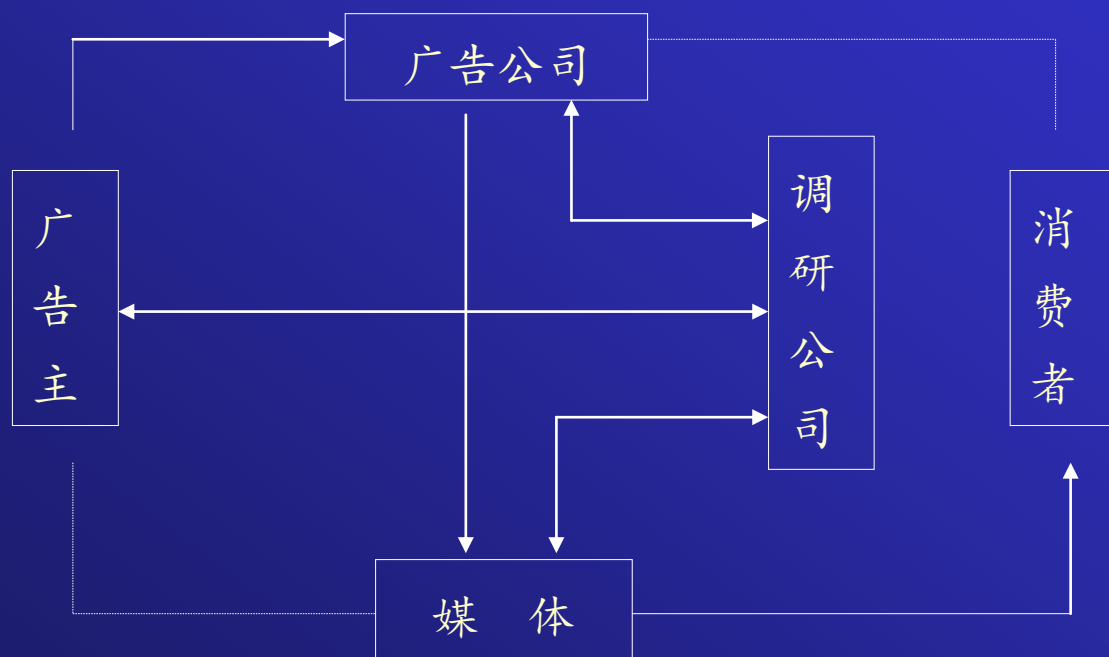 广告公司
广告主
调研公司
消费者
媒 体